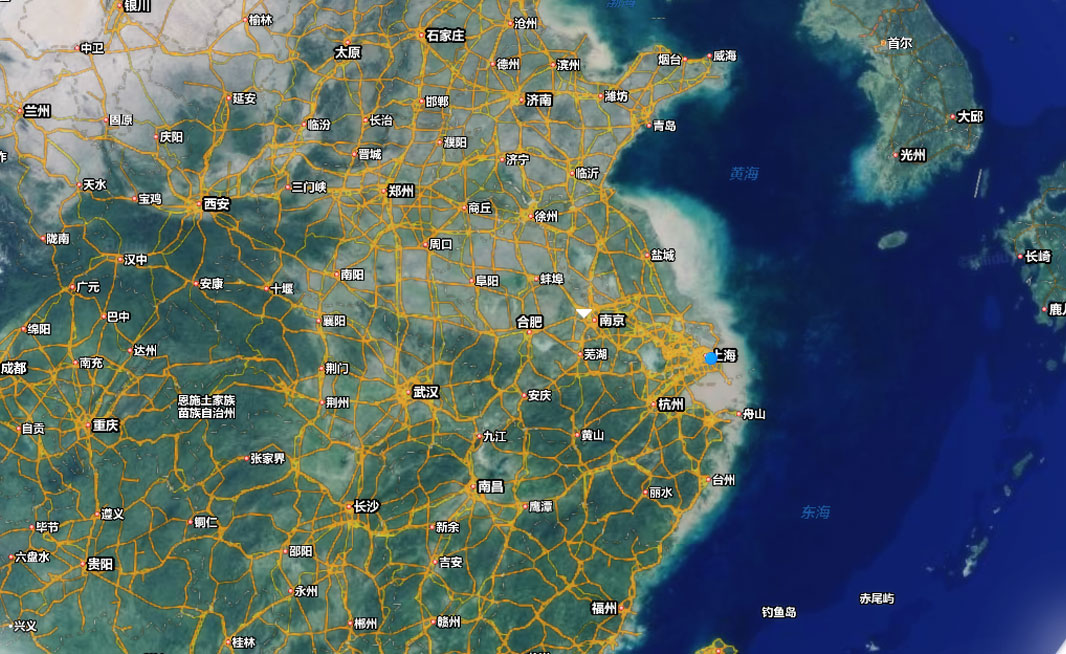 银川
榆林
石家庄
沧州
渤海
中卫
太原
德州
滨州
烟台
威海
首尔
兰州
延安
邯郸
济南
潍坊
固原
临汾
长治
青岛
大邱
庆阳
晋城
濮阳
济宁
光州
天水
宝鸡
西安
三门峡
郑州
临沂
黄海
商丘
徐州
陇南
汉中
周口
盐城
长崎
广元
安康
十堰
南阳
阜阳
蚌埠
绵阳
巴中
襄阳
合肥
南京
成都
南充
达州
荆门
芜湖
上海
恩施土家族
苗族自治州
荆州
武汉
安庆
杭州
舟山
自贡
重庆
九江
黄山
张家界
南昌
台州
丽水
毕节
遵义
铜仁
长沙
新余
鹰潭
东海
六盘水
贵阳
邵阳
吉安
永州
福州
钓鱼岛
赤尾屿
兴义
桂林
郴州
赣州